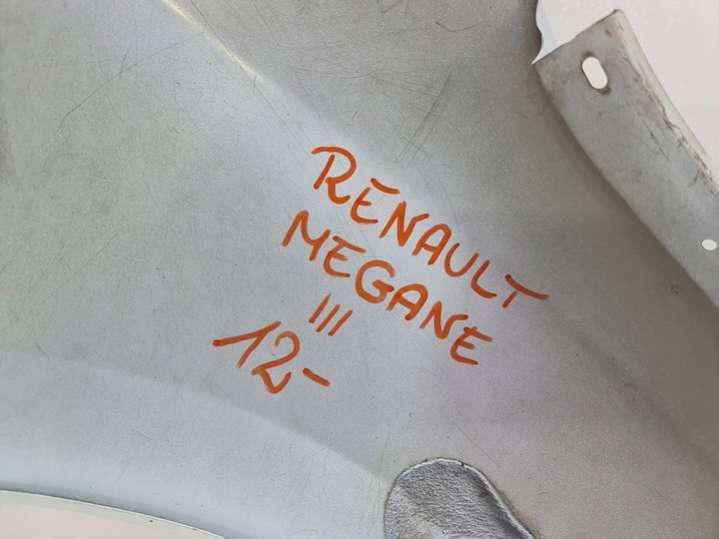 RENAULT
MEGANE
III
12-